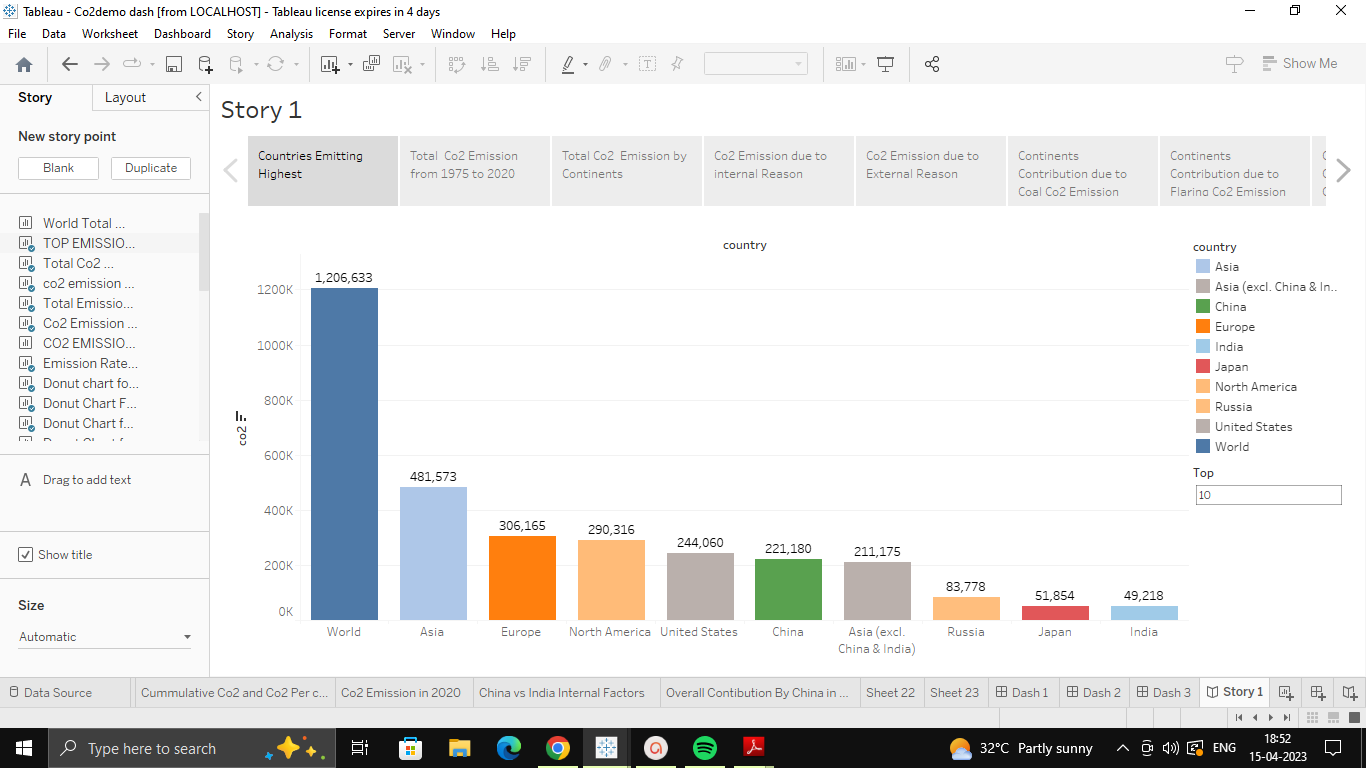 Tableau - Co2demo dash [from LOCALHOST] - Tableau license expires in 4 days
File Data Worksheet Dashboard Story Analysis Format Server Window Help
Show Me
Story Layout
New story point
Blank Duplicate
World Total ...
TOP EMISSIO...
Total Co2 ...
co2 emission ...
Total Emissio...
Co2 Emission ...
CO2 EMISSIO...
Emission Rate...
Donut chart fo...
Donut Chart F...
Donut Chart f...
A Drag to add text
Show title
Size
Automatic
Story 1
Countries Emitting
Highest
Total Co2 Emission
from 1975 to 2020
Total Co2 Emission by
Continents
Co2 Emission due to
internal Reason
Co2 Emission due to
External Reason
Continents
Contribution due to
Coal Co2 Emission
Continents
Contribution due to
Flaring Co2 Emission
country
co2
1200K
1000K
800K
600K
400K
200K
0K
1,206,633
481,573
306,165
290,316
244,060
221,180
211,175
83,778
51,854
49,218
World
Asia
Europe
North America
United States
China
Asia (excl.
China & India)
Russia
Japan
India
country
Asia
Asia (excl. China & In..
China
Europe
India
Japan
North America
Russia
United States
World
Top
10
Data Source Cummulative Co2 and Co2 Per c... Co2 Emission in 2020 China vs India Internal Factors Overall Contibution By China in ... Sheet 22 Sheet 23 Dash 1 Dash 2 Dash 3 Story 1
Type here to search
32°C Partly sunny
ENG
18:52
15-04-2023